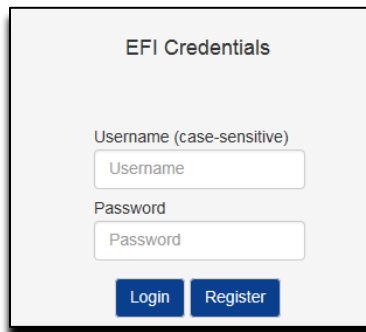 EFI Credentials
Username (case-sensitive)
Username
Password
Password
Login Register